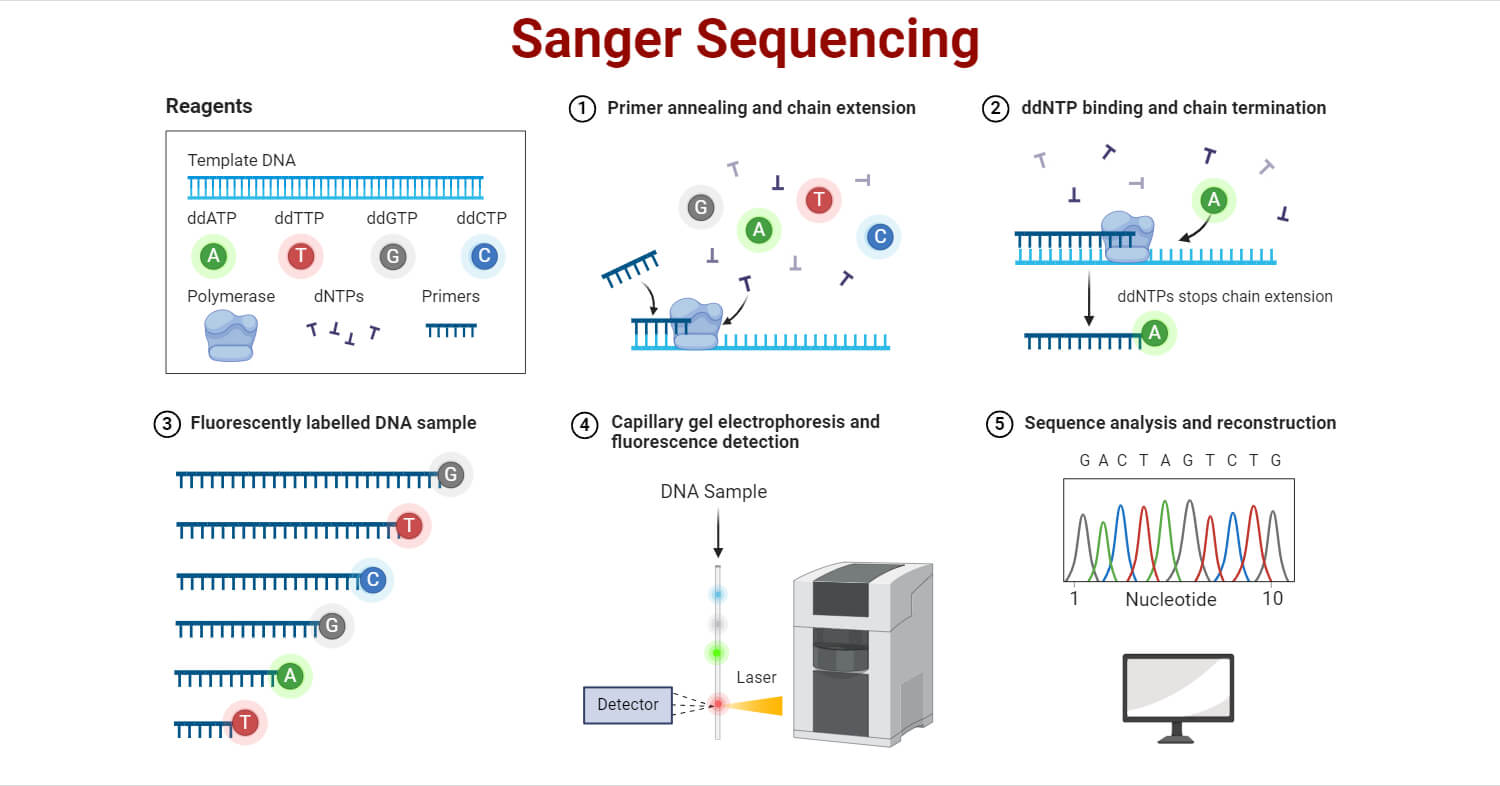 Sanger Sequencing
Reagents
Template DNA
ddATP ddTTP ddGTP ddCTP
A T G C
Polymerase dNTPs Primers
1 Primer annealing and chain extension
G A T C
2 ddNTP binding and chain termination
A
ddNTPs stops chain extension
A
3 Fluorescently labelled DNA sample
G
T
C
G
A
T
4 Capillary gel electrophoresis and
fluorescence detection
DNA Sample
Laser
Detector
5 Sequence analysis and reconstruction
G A C T A G T C T G
1 Nucleotide 10